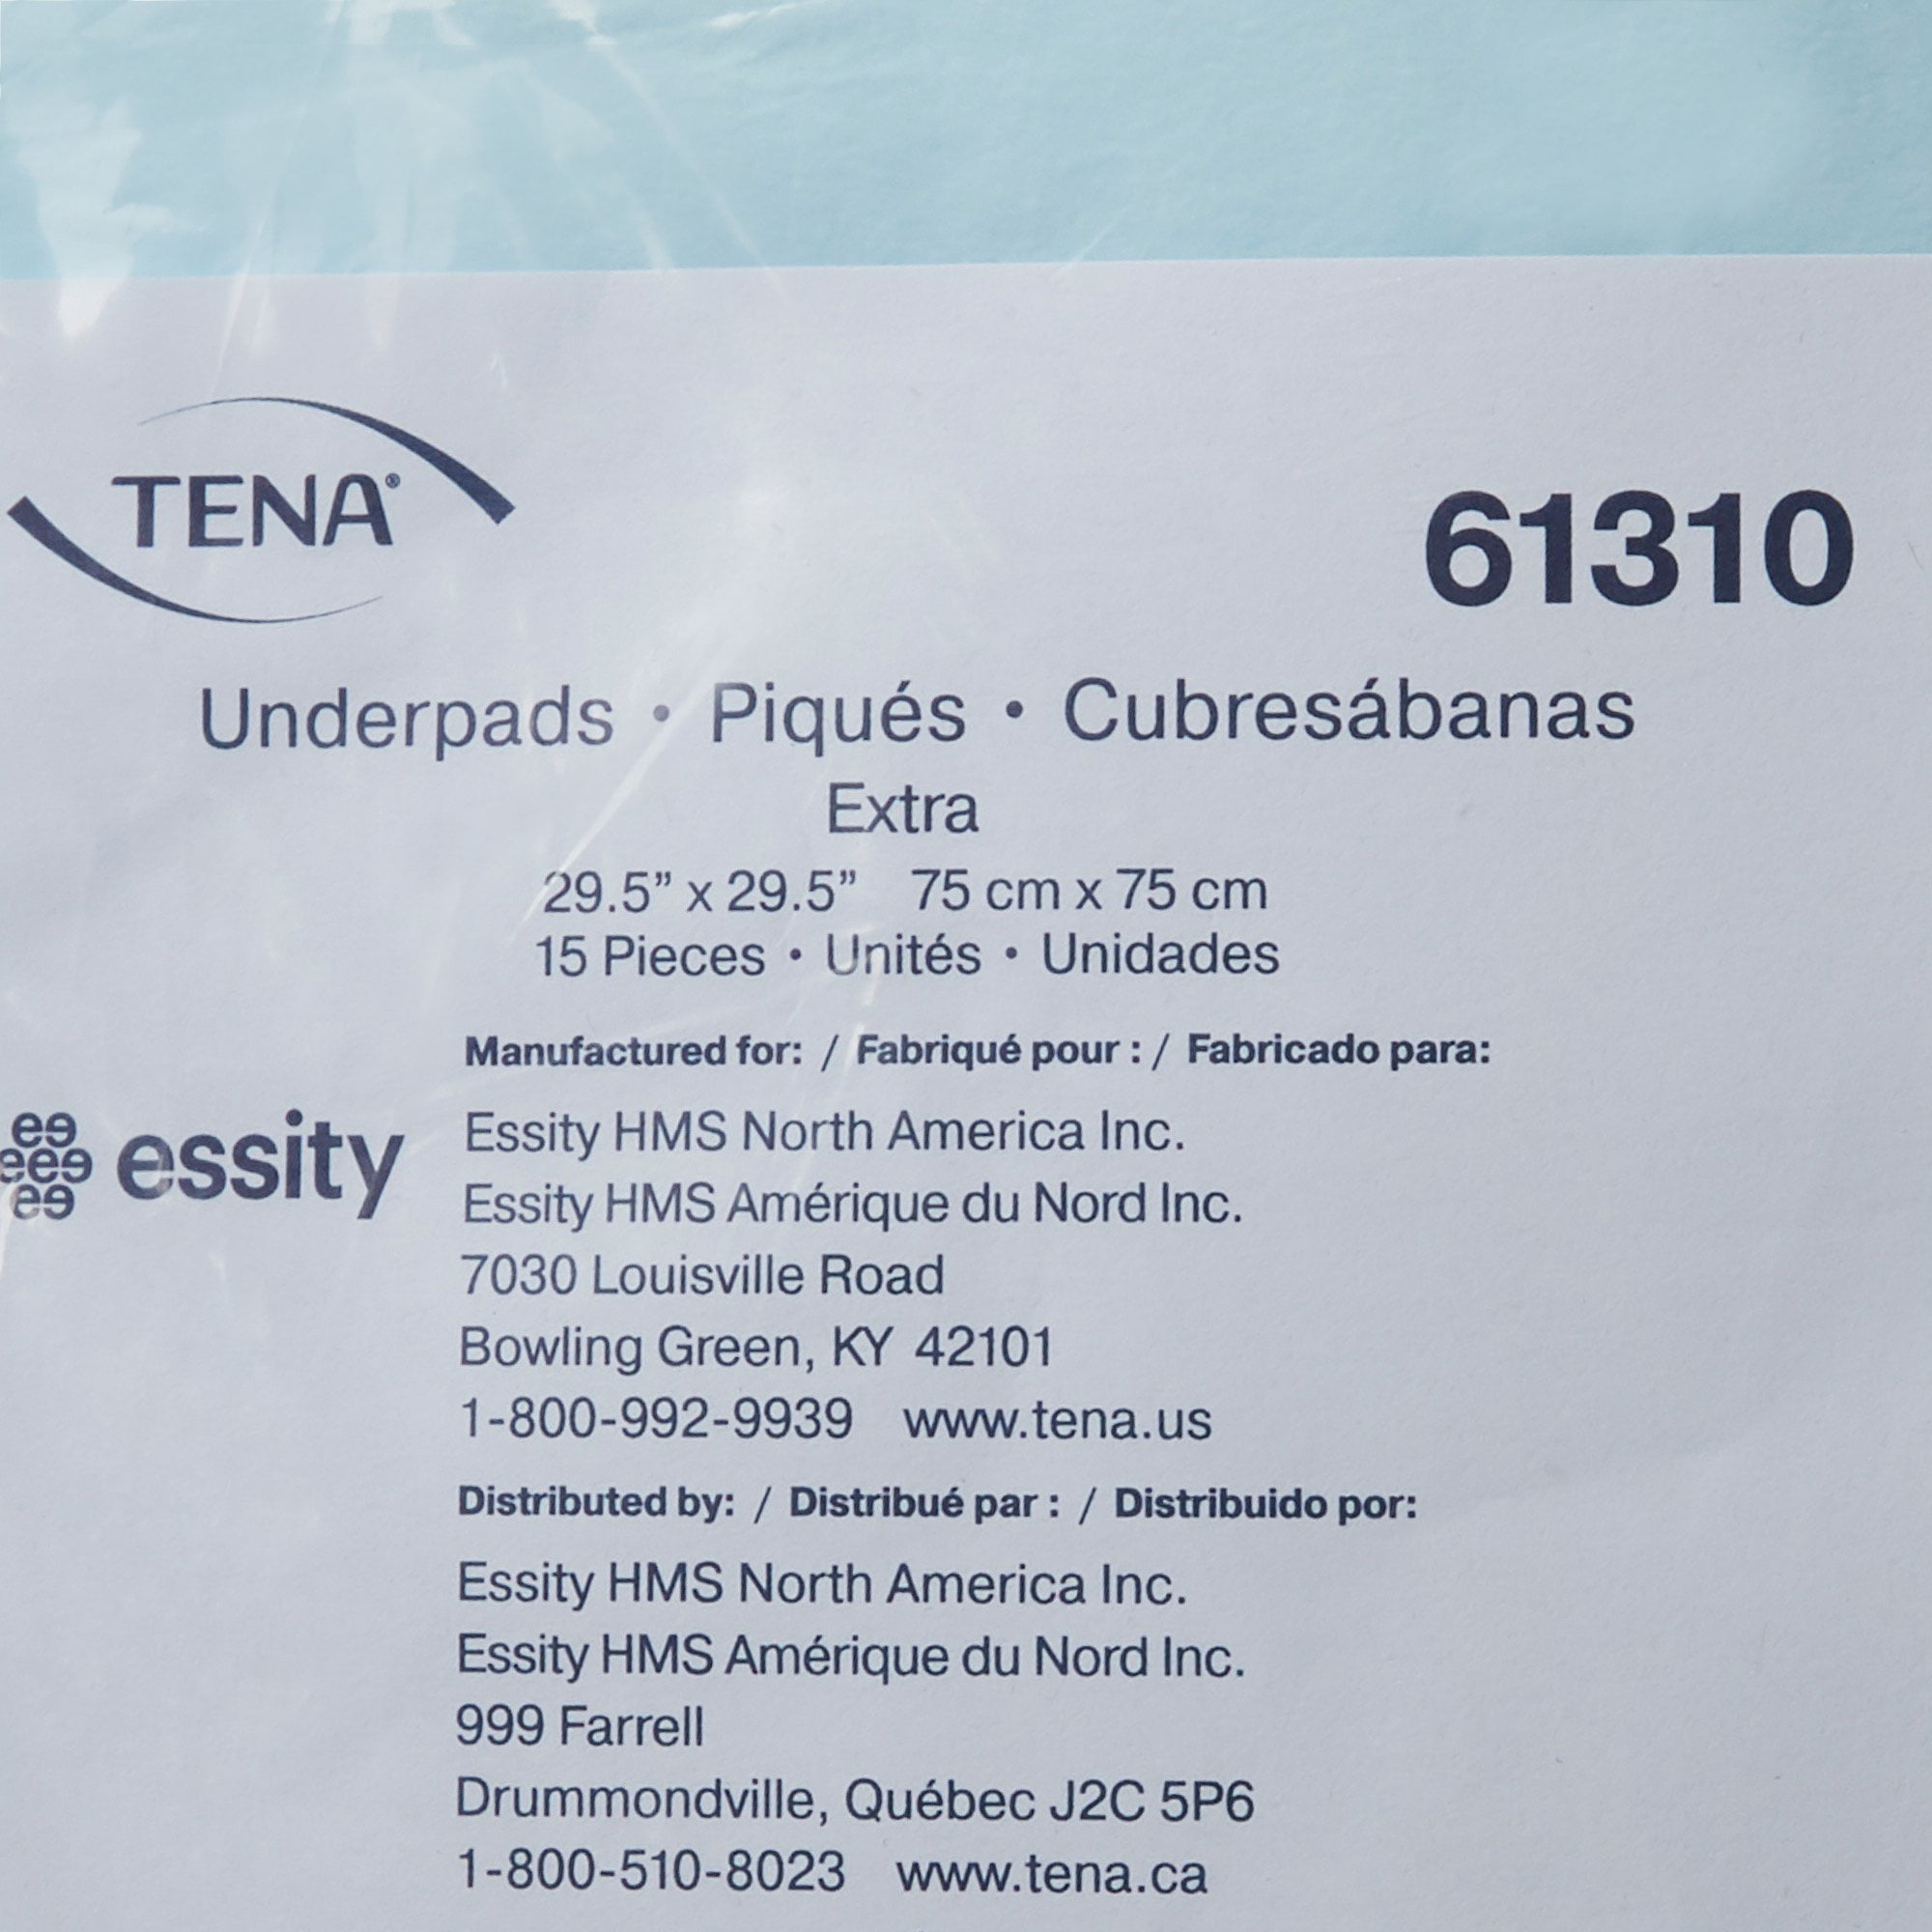 TENA®
61310
Underpads • Piqués • Cubresábanas
Extra
29.5” x 29.5” 75 cm x 75 cm
15 Pieces • Unités • Unidades
Manufactured for: / Fabriqué pour : / Fabricado para:
essity
Essity HMS North America Inc.
Essity HMS Amérique du Nord Inc.
7030 Louisville Road
Bowling Green, KY 42101
1-800-992-9939 www.tena.us
Distributed by: / Distribué par : / Distribuido por:
Essity HMS North America Inc.
Essity HMS Amérique du Nord Inc.
999 Farrell
Drummondville, Québec J2C 5P6
1-800-510-8023 www.tena.ca